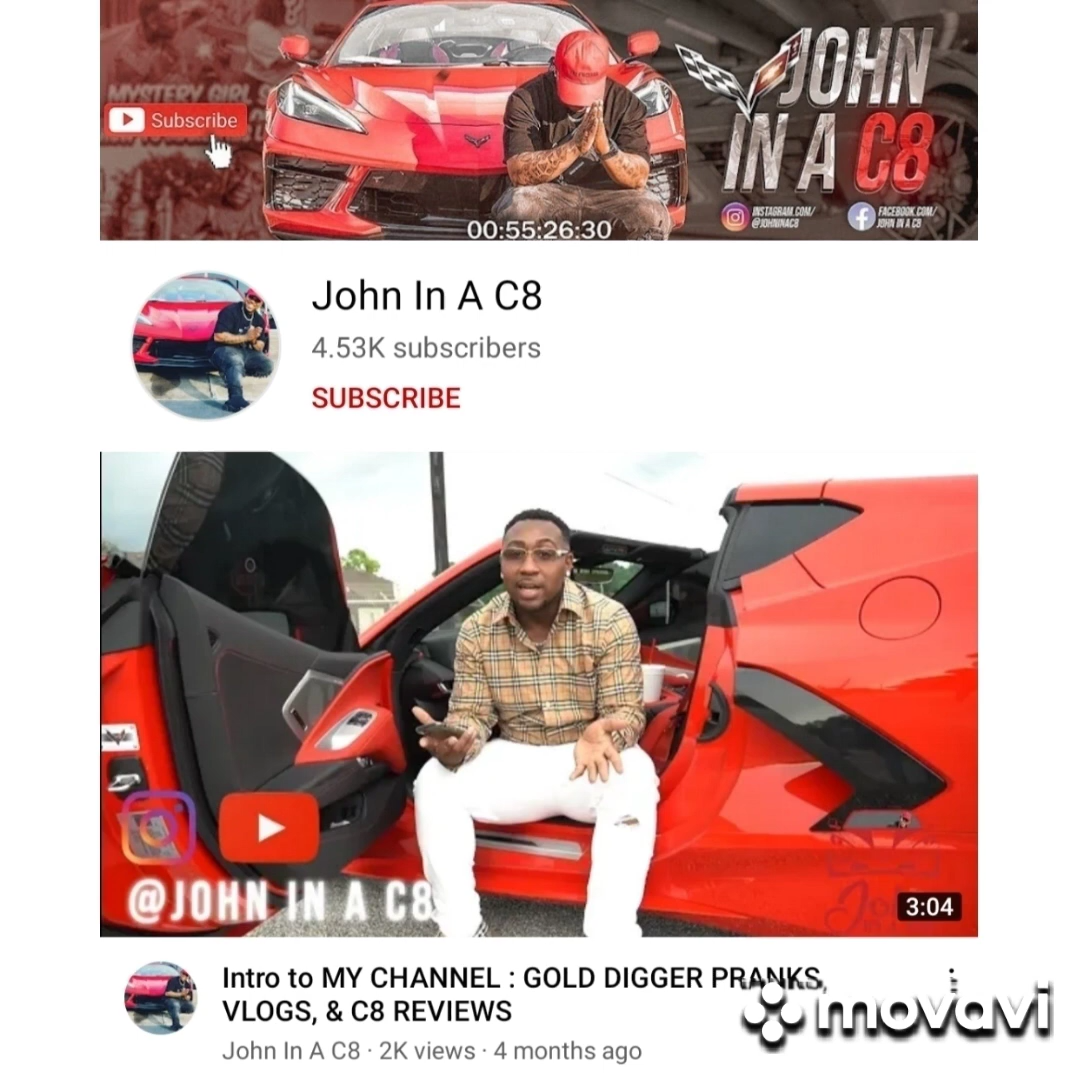 MYSTERY GIRL S
Subscribe
JOHN
IN A C8
INSTAGRAM.COM/
@JOHNINAC8
FACEBOOK.COM/
JOHN IN A C8
00:55:26:30
John In A C8
4.53K subscribers
SUBSCRIBE
@JOHN IN A C8
3:04
Intro to MY CHANNEL : GOLD DIGGER PRANKS,
VLOGS, & C8 REVIEWS
John In A C8 · 2K views · 4 months ago
movavi